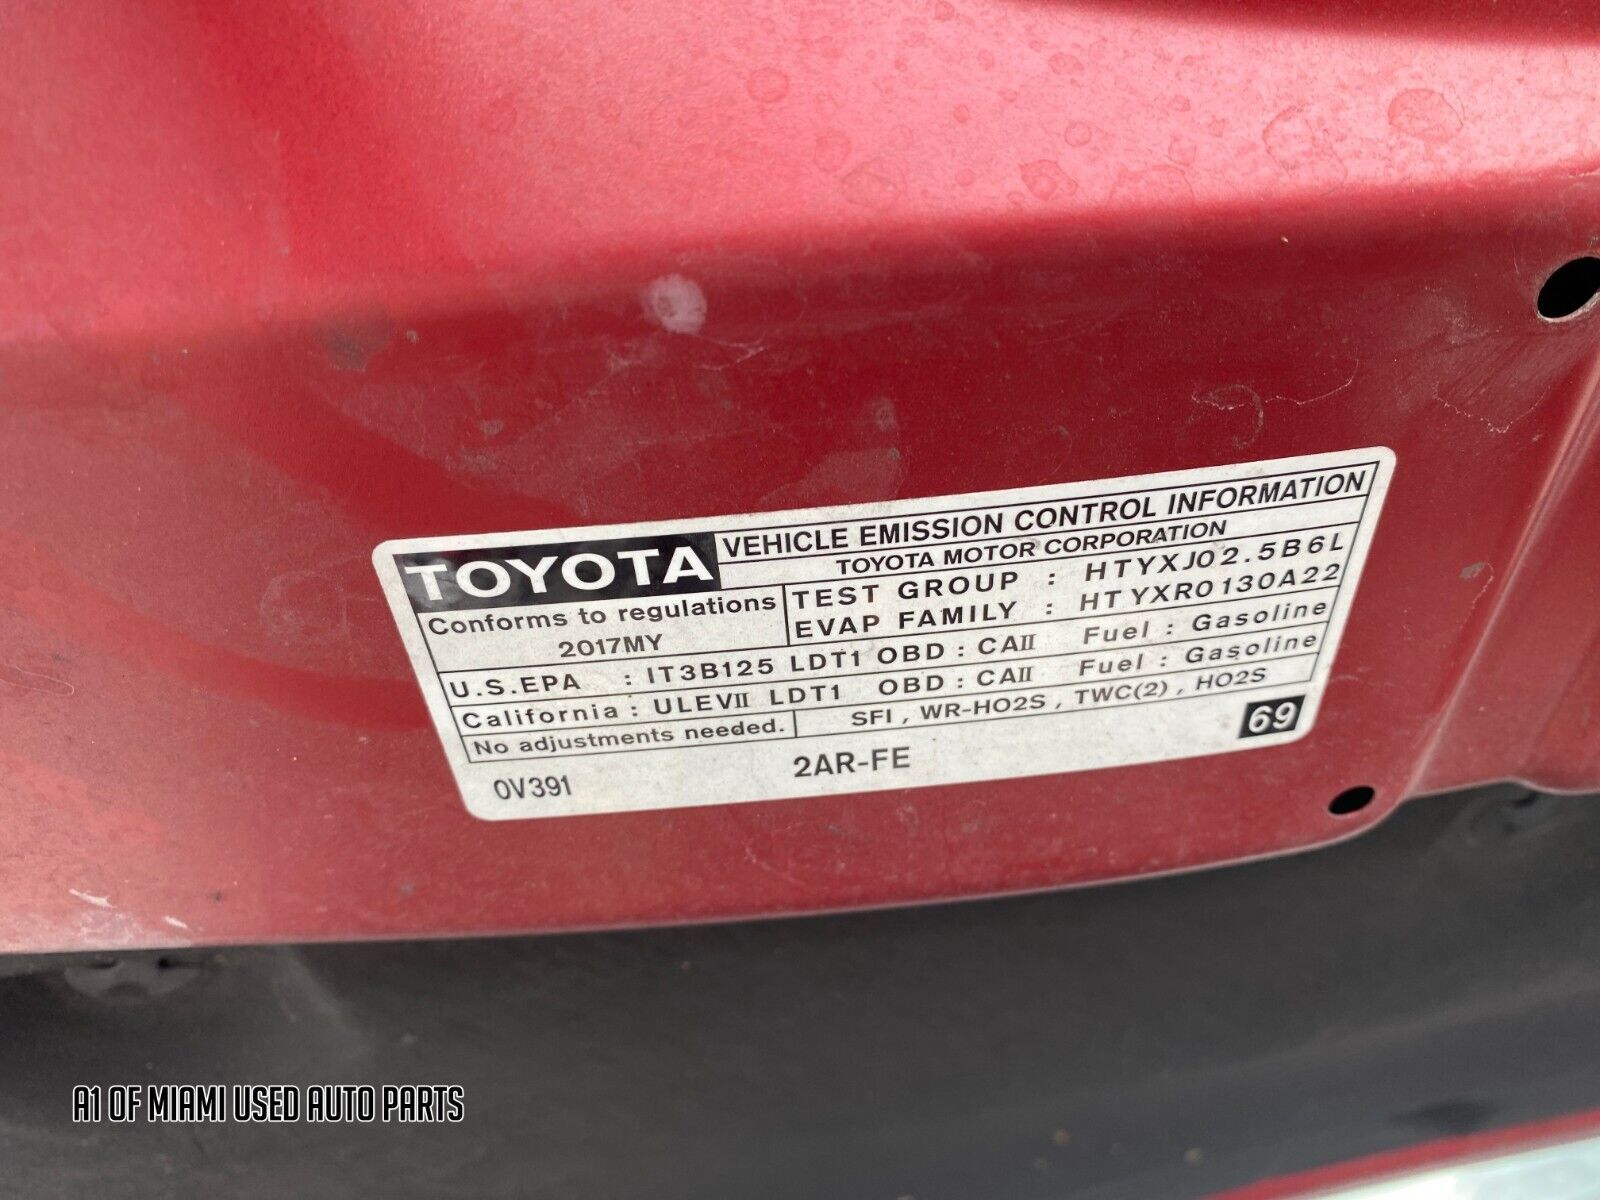 TOYOTA VEHICLE EMISSION CONTROL INFORMATION
TOYOTA MOTOR CORPORATION
Conforms to regulations
2017MY
TEST GROUP : HTYXJ02.5B6L
EVAP FAMILY : HTYXR0130A22
U.S.EPA : IT3B125 LDT1 OBD : CAII Fuel : Gasoline
California : ULEVII LDT1 OBD : CAII Fuel : Gasoline
No adjustments needed. SFI , WR-HO2S , TWC(2) , HO2S
0V391 2AR-FE 69
A1 OF MIAMI USED AUTO PARTS